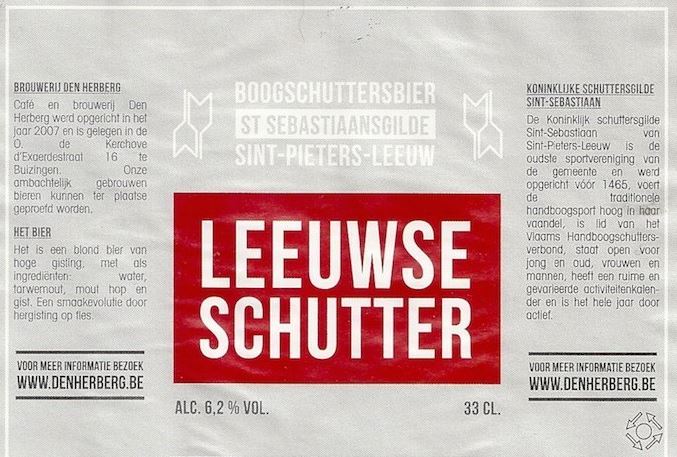 BROUWERIJ DEN HERBERG
Café en brouwerij Den
Herberg werd opgericht in het
jaar 2007 en is gelegen in de
O. de Kerchove
d'Exaerdestraat 16 te
Buizingen. Onze
ambachtelijk gebrouwen
bieren kunnen ter plaatse
geproefd worden.
HET BIER
Het is een blond bier van
hoge gisting, met als
ingrediënten: water,
tarwemout, mout hop en
gist. Een smaakevolutie door
hergisting op fles.
VOOR MEER INFORMATIE BEZOEK
WWW.DENHERBERG.BE
BOOGSCHUTTERSBIER
ST SEBASTIAANSGILDE
SINT-PIETERS-LEEUW
LEEUWSE
SCHUTTER
ALC. 6,2 % VOL.
33 CL.
KONINKLIJKE SCHUTTERSGILDE
SINT-SEBASTIAAN
De Koninklijk schuttersgilde
Sint-Sebastiaan van
Sint-Pieters-Leeuw is de
oudste sportvereniging van
de gemeente en werd
opgericht vóór 1465, voert
de traditionele
handboogsport hoog in haar
vaandel, is lid van het
Vlaams Handboogschutters-
verbond, staat open voor
jong en oud, vrouwen en
mannen, heeft een ruime en
gevarieerde activiteitenkalen-
der en is het hele jaar door
actief.
VOOR MEER INFORMATIE BEZOEK
WWW.DENHERBERG.BE